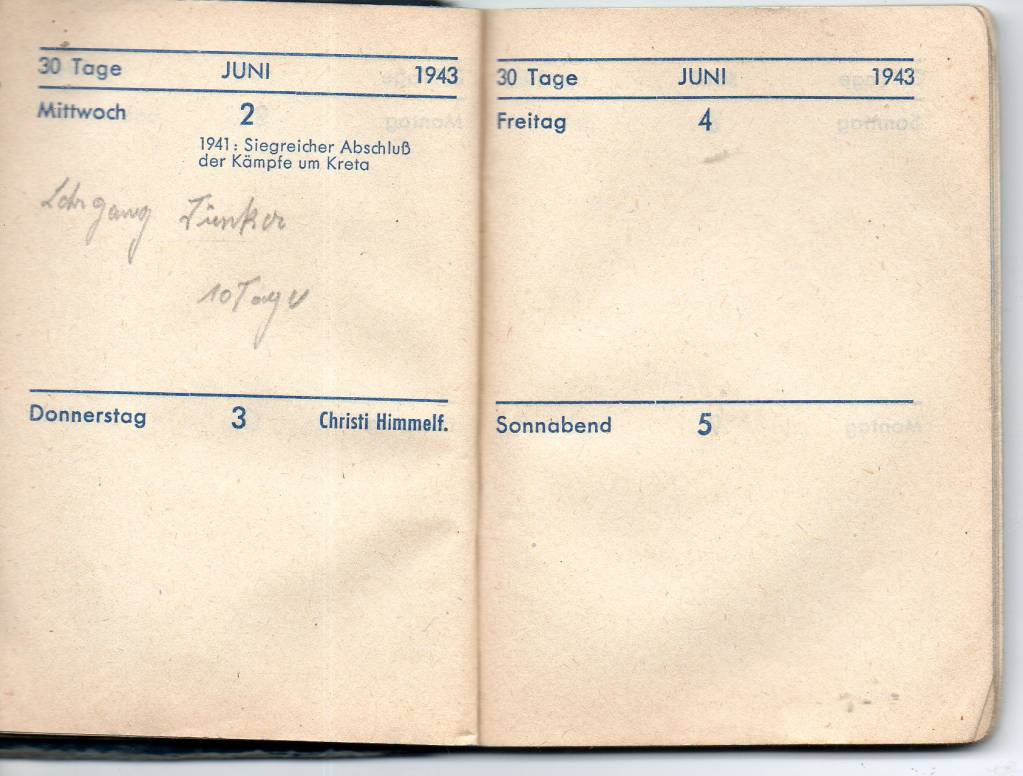 30 Tage JUNI 1943
Mittwoch 2
1941: Siegreicher Abschluß
der Kämpfe um Kreta
Lehrgang Funker
10 Tage
Donnerstag 3 Christi Himmelf.
30 Tage JUNI 1943
Freitag 4
Sonnabend 5